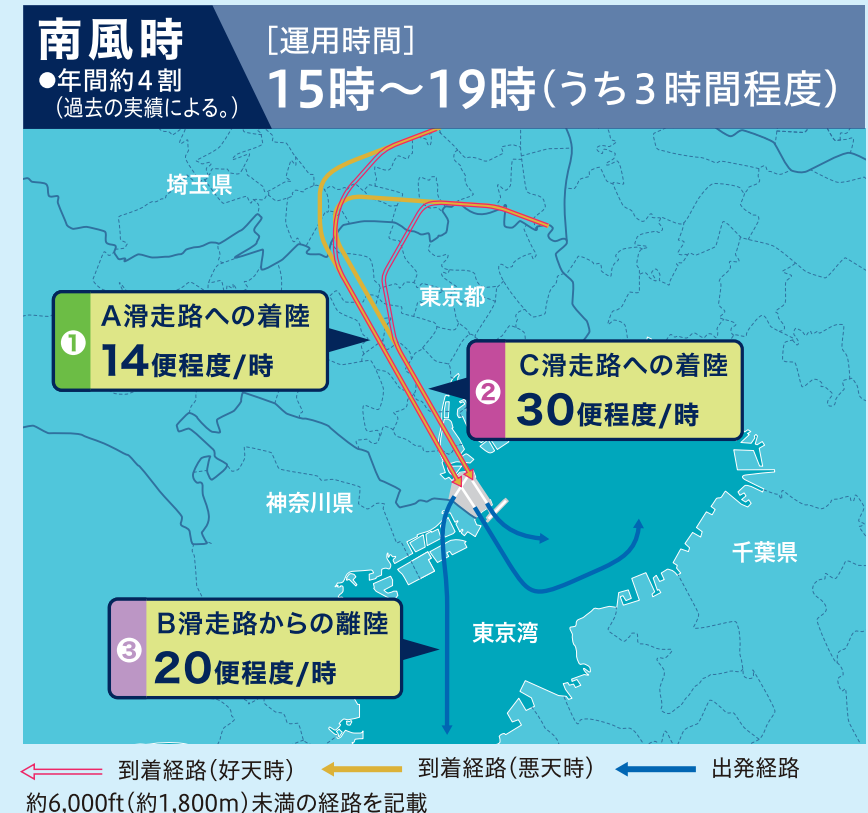 南風時
●年間約4割
(過去の実績による。)
[運用時間]
15時～19時(うち3時間程度)
埼玉県
東京都
❶
A滑走路への着陸
14便程度/時
❷
C滑走路への着陸
30便程度/時
神奈川県
千葉県
❸
B滑走路からの離陸
20便程度/時
東京湾
到着経路(好天時)
到着経路(悪天時)
出発経路
約6,000ft(約1,800m)未満の経路を記載